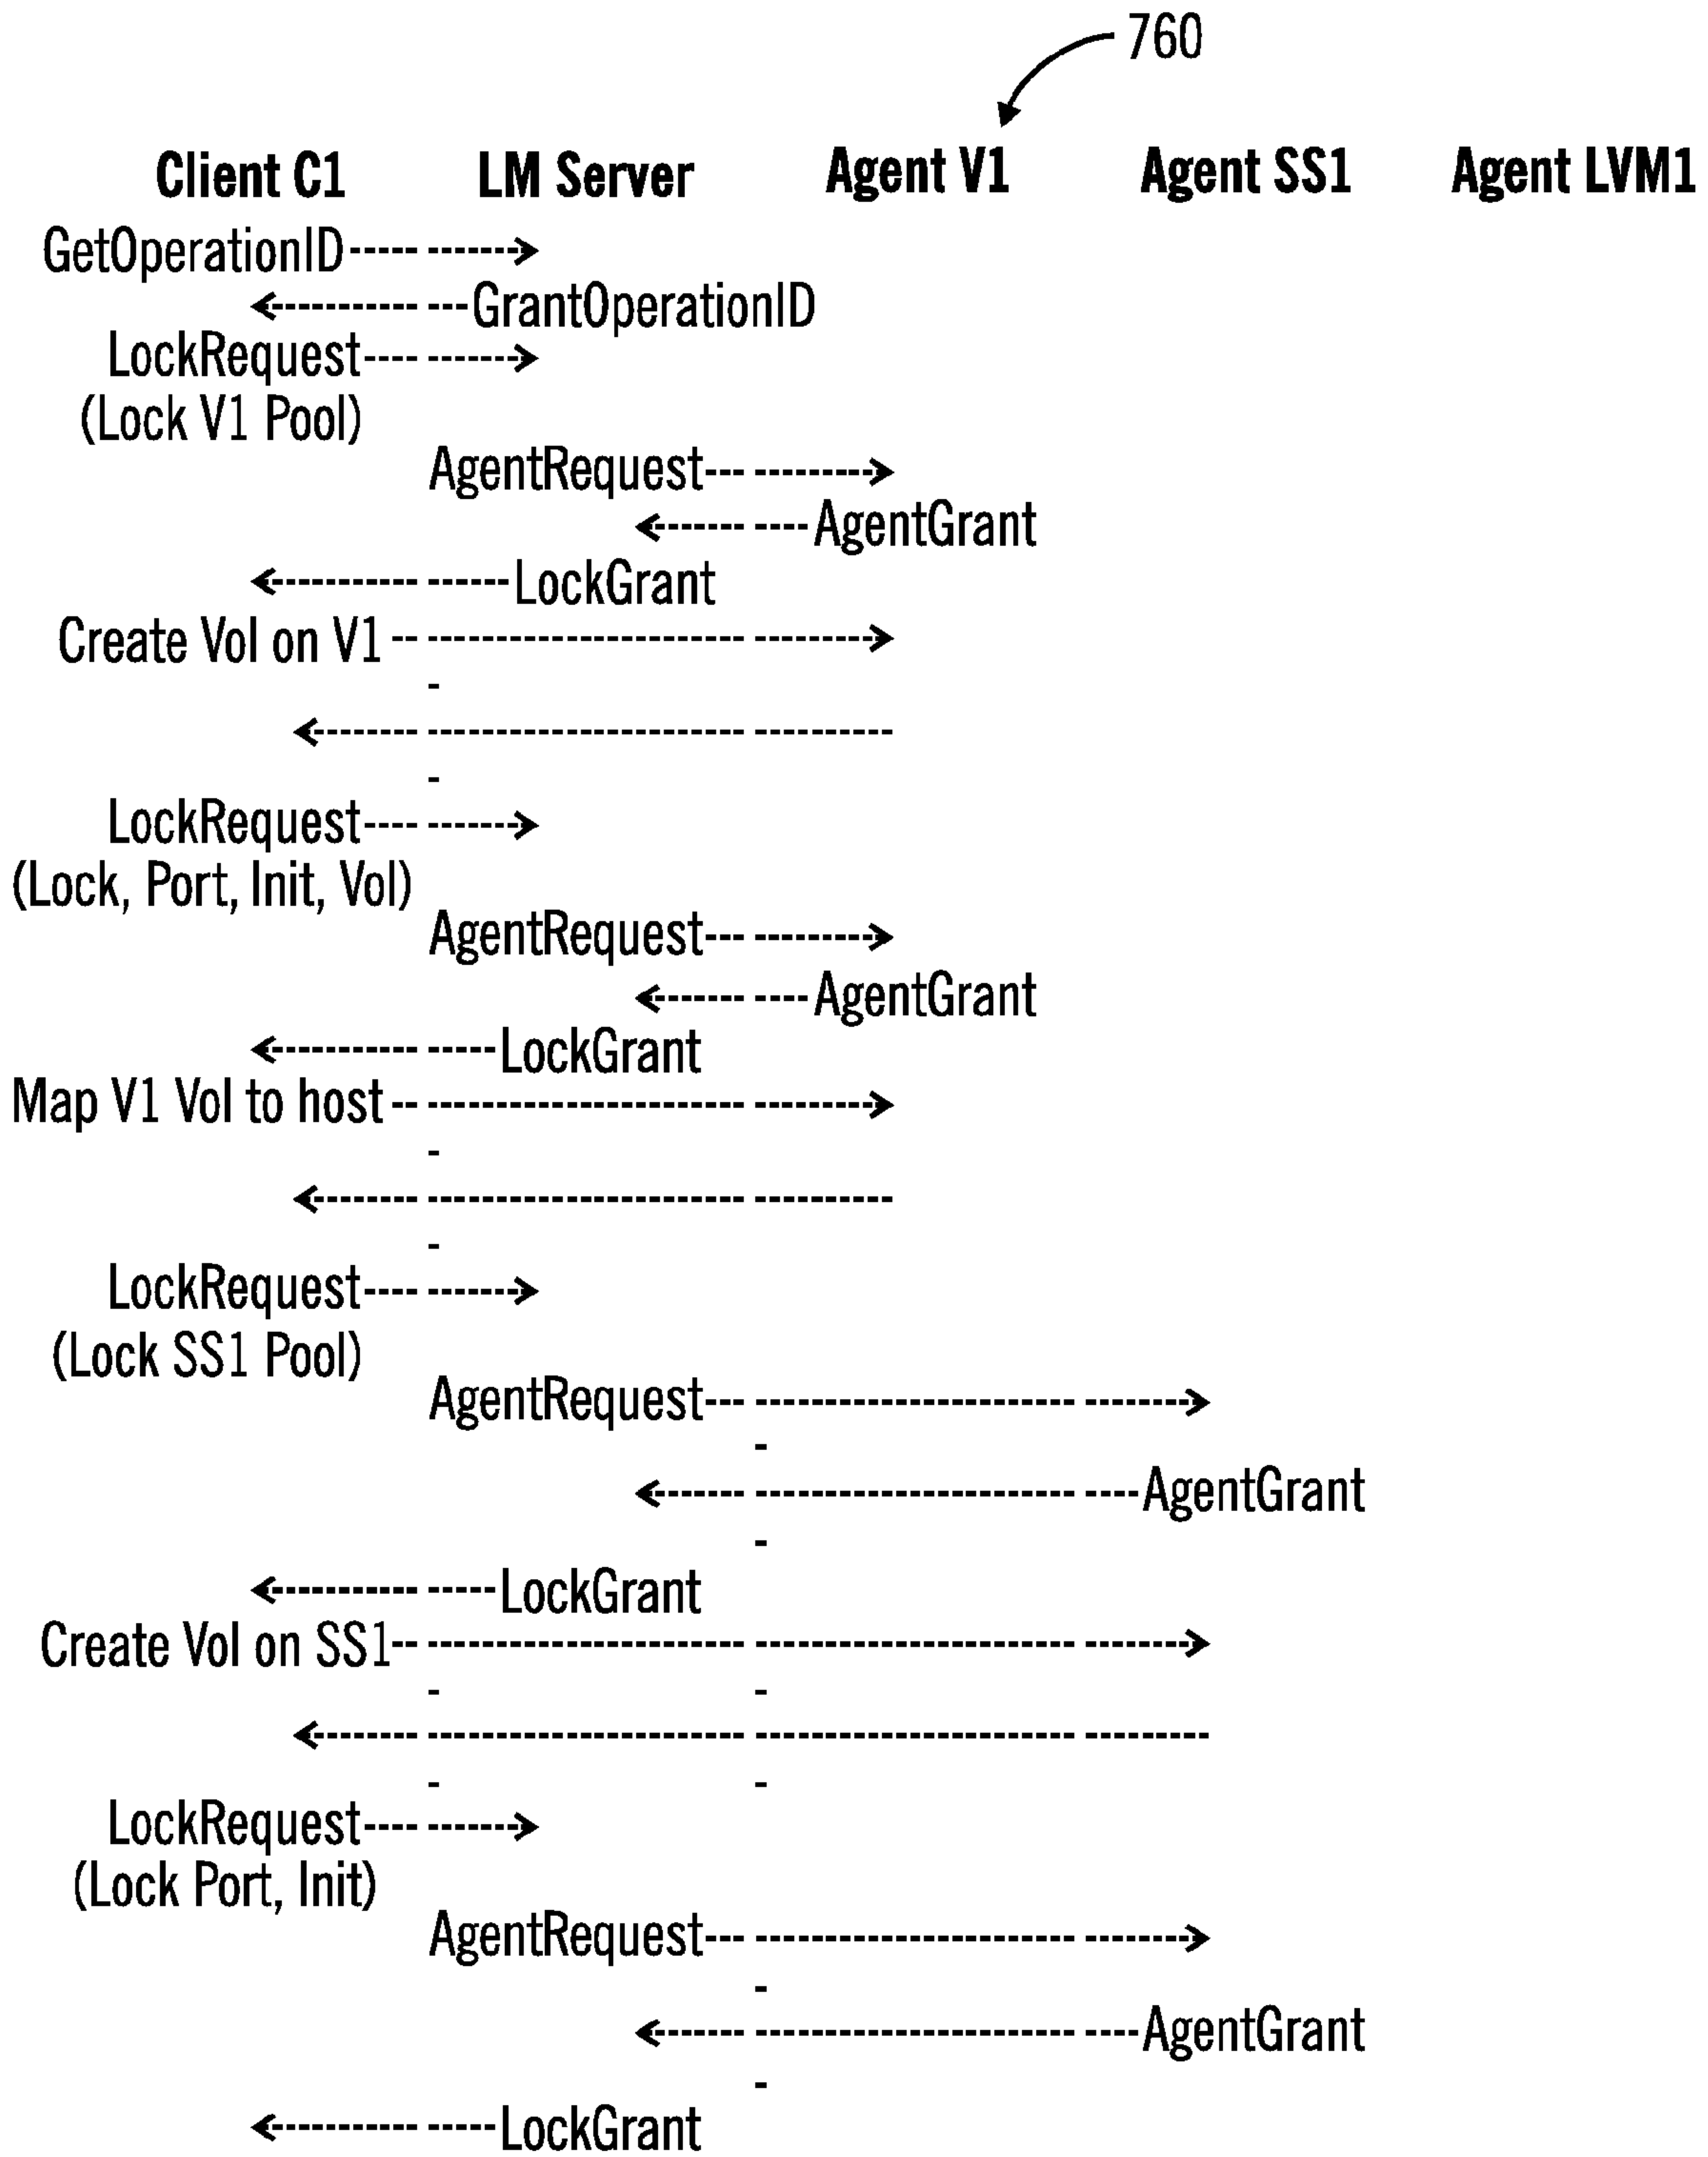 760
Client C1 LM Server Agent V1 Agent SS1 Agent LVM1
GetOperationID
GrantOperationID
LockRequest
(Lock V1 Pool)
AgentRequest
AgentGrant
LockGrant
Create Vol on V1
LockRequest
(Lock, Port, Init, Vol)
AgentRequest
AgentGrant
LockGrant
Map V1 Vol to host
LockRequest
(Lock SS1 Pool)
AgentRequest
AgentGrant
LockGrant
Create Vol on SS1
LockRequest
(Lock Port, Init)
AgentRequest
AgentGrant
LockGrant